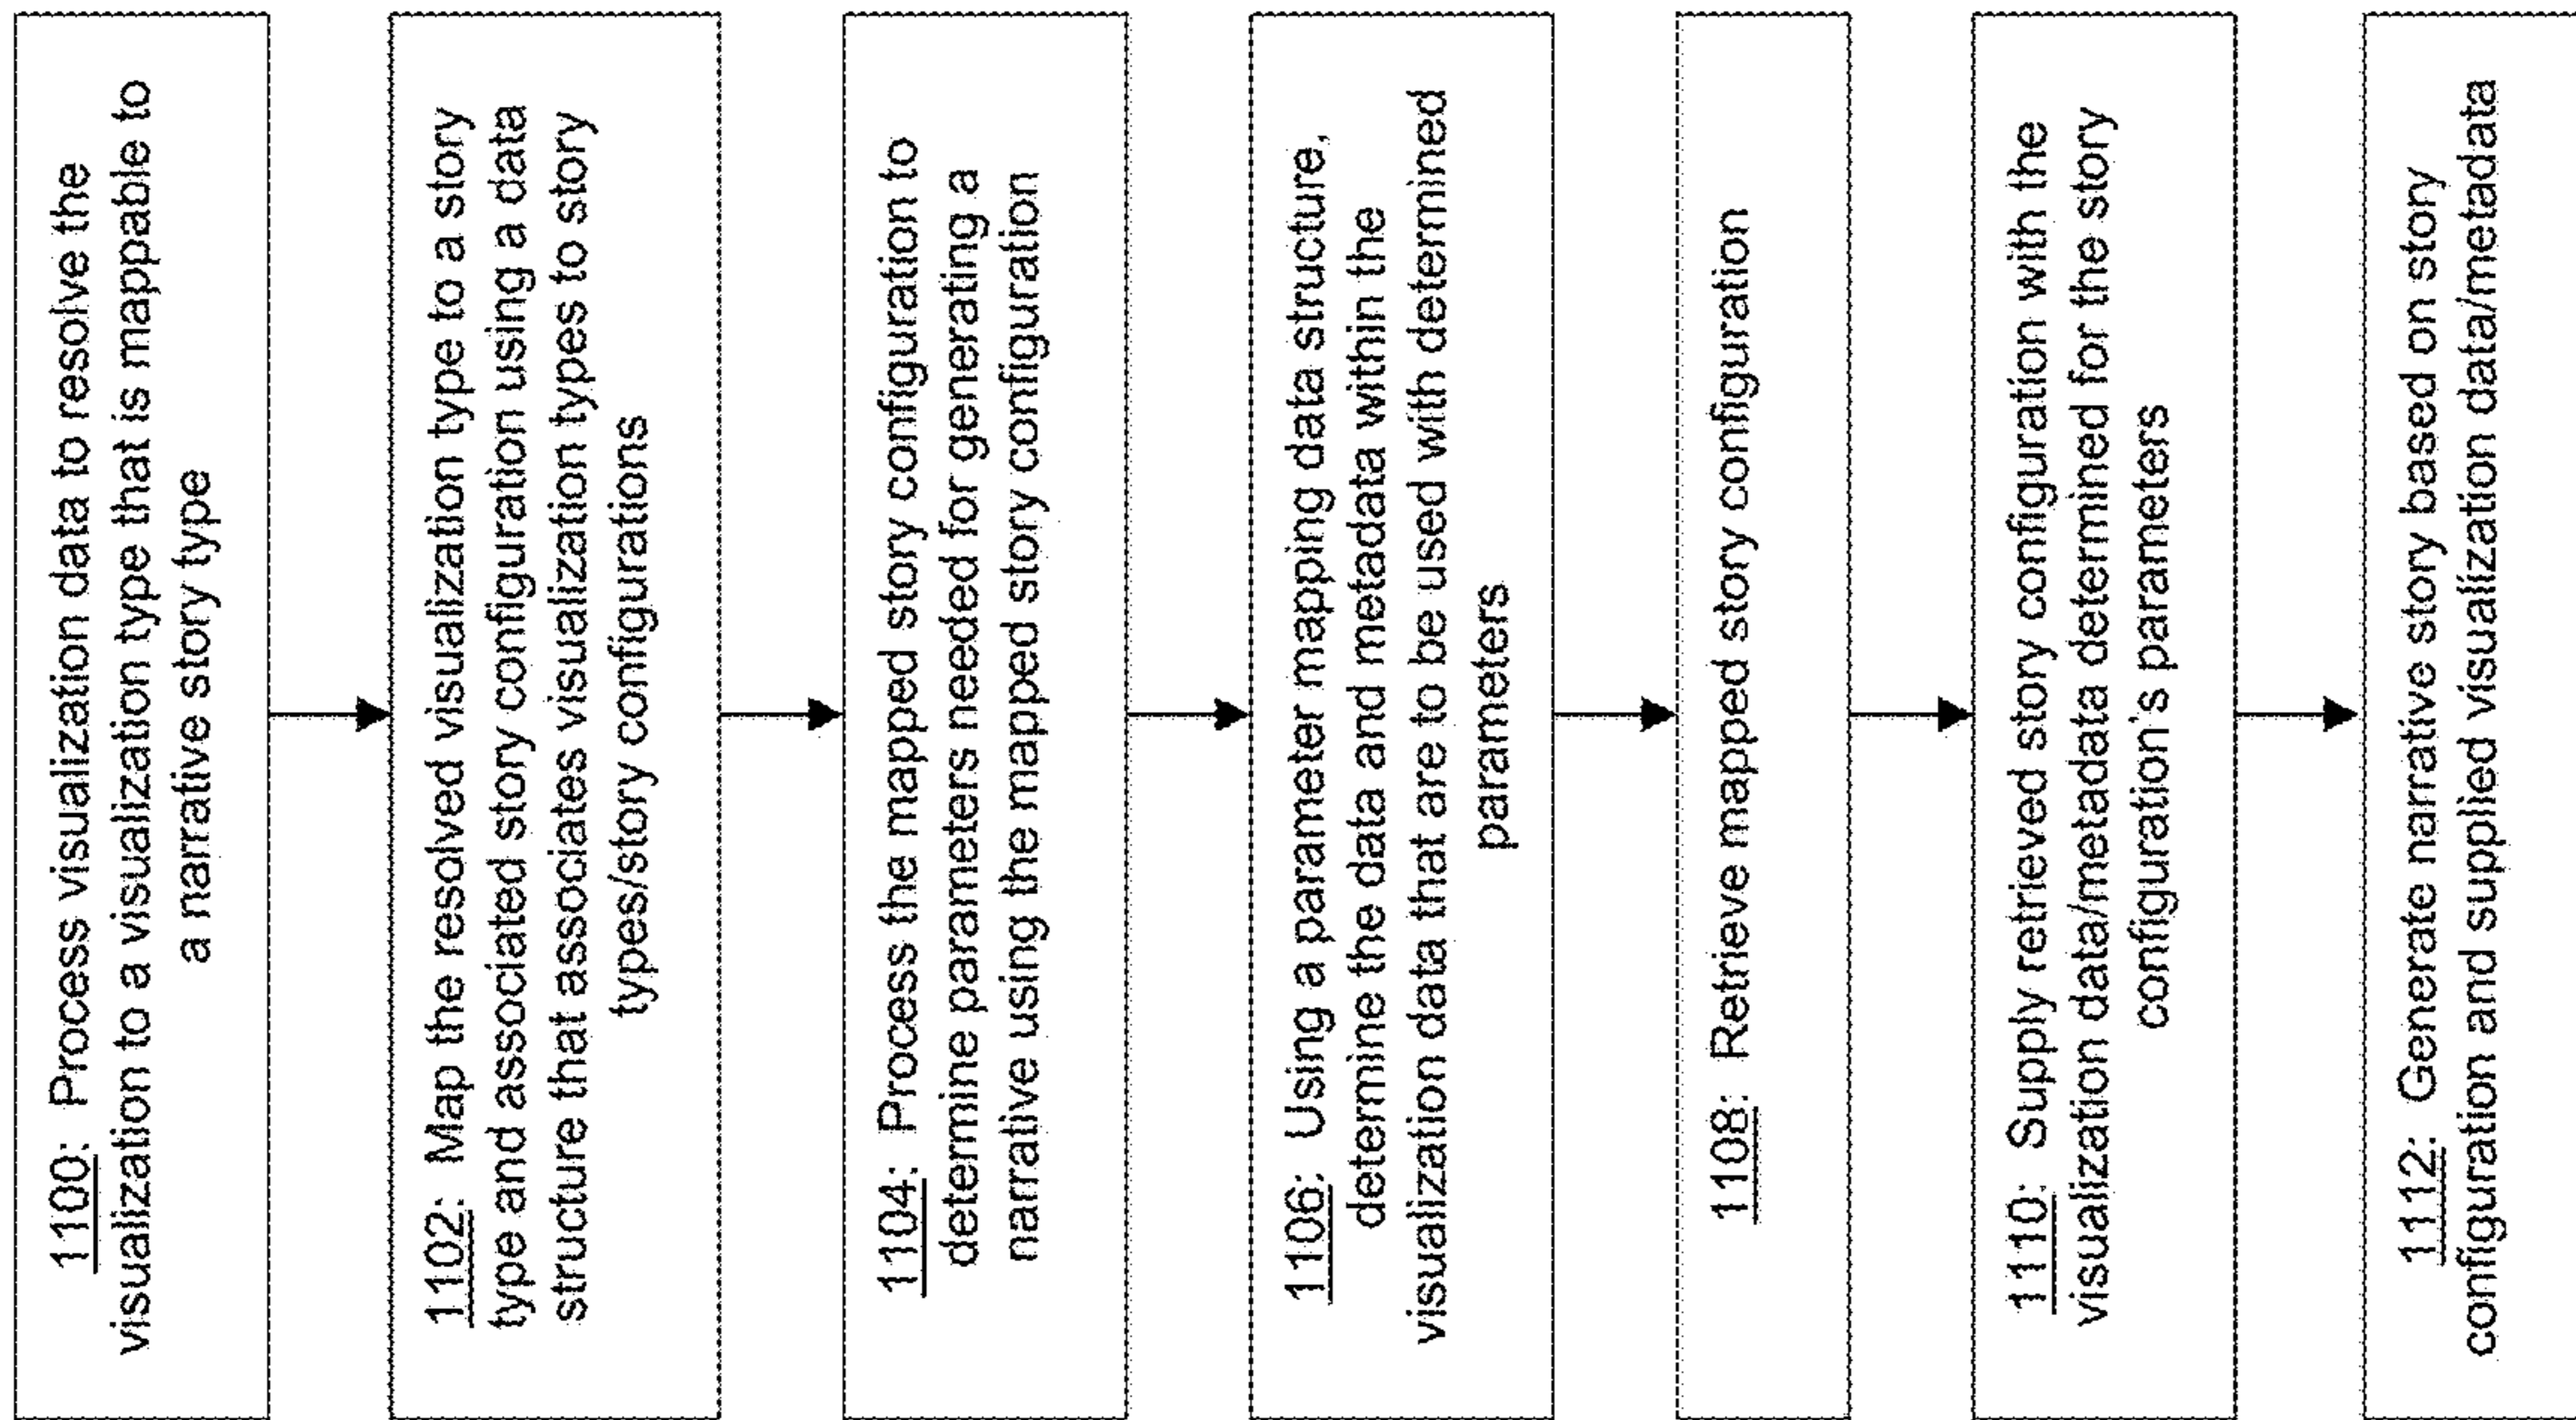 1100: Process visualization data to resolve the
visualization to a visualization type that is mappable to
a narrative story type
1102: Map the resolved visualization type to a story
type and associated story configuration using a data
structure that associates visualization types to story
types/story configurations
1104: Process the mapped story configuration to
determine parameters needed for generating a
narrative using the mapped story configuration
1106: Using a parameter mapping data structure,
determine the data and metadata within the
visualization data that are to be used with determined
parameters
1108: Retrieve mapped story configuration
1110: Supply retrieved story configuration with the
visualization data/metadata determined for the story
configuration's parameters
1112: Generate narrative story based on story
configuration and supplied visualization data/metadata